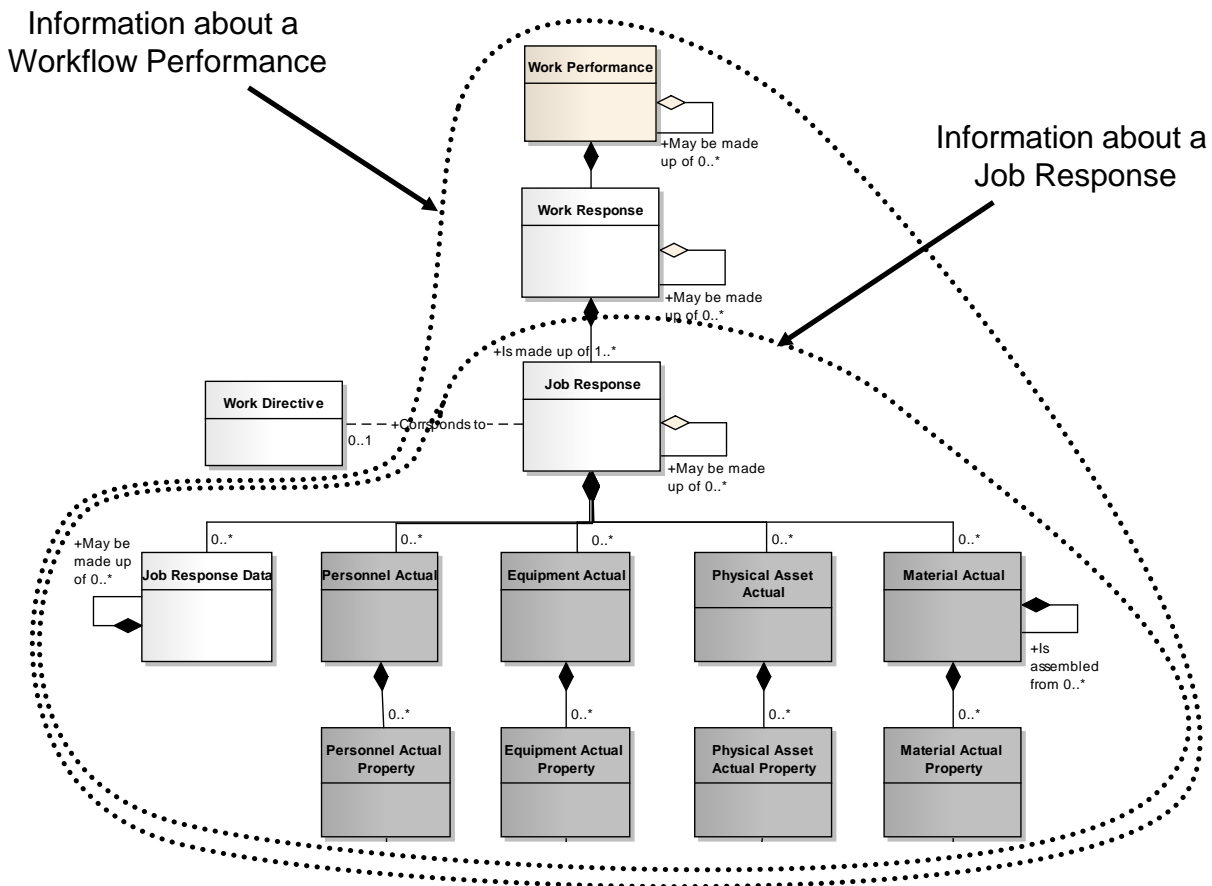 Information about a
Workflow Performance
Work Performance
+May be made
up of 0..*
Information about a
Job Response
Work Response
+May be made
up of 0..*
+Is made up of 1..*
Job Response
Work Directive
0..1
+Corrsponds to
+May be made
up of 0..*
+May be
made up
of 0..*
0..*
0..*
0..*
0..*
0..*
Job Response Data
Personnel Actual
Equipment Actual
Physical Asset
Actual
Material Actual
+Is
assembled
from 0..*
0..*
0..*
0..*
0..*
Personnel Actual
Property
Equipment Actual
Property
Physical Asset
Actual Property
Material Actual
Property